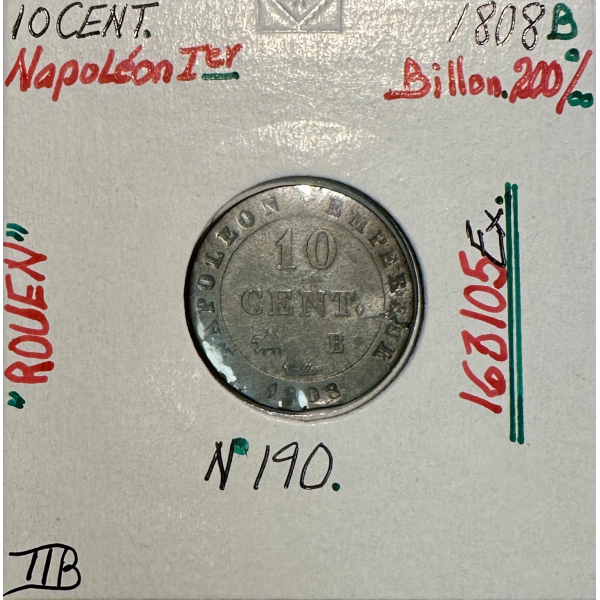 10 CENT. 1808 B
Napoléon Ier Billon.200‰
"ROUEN"
NAPOLEON EMPEREUR
10
CENT.
B
1808
163105 Ex.
N°190.
TTB